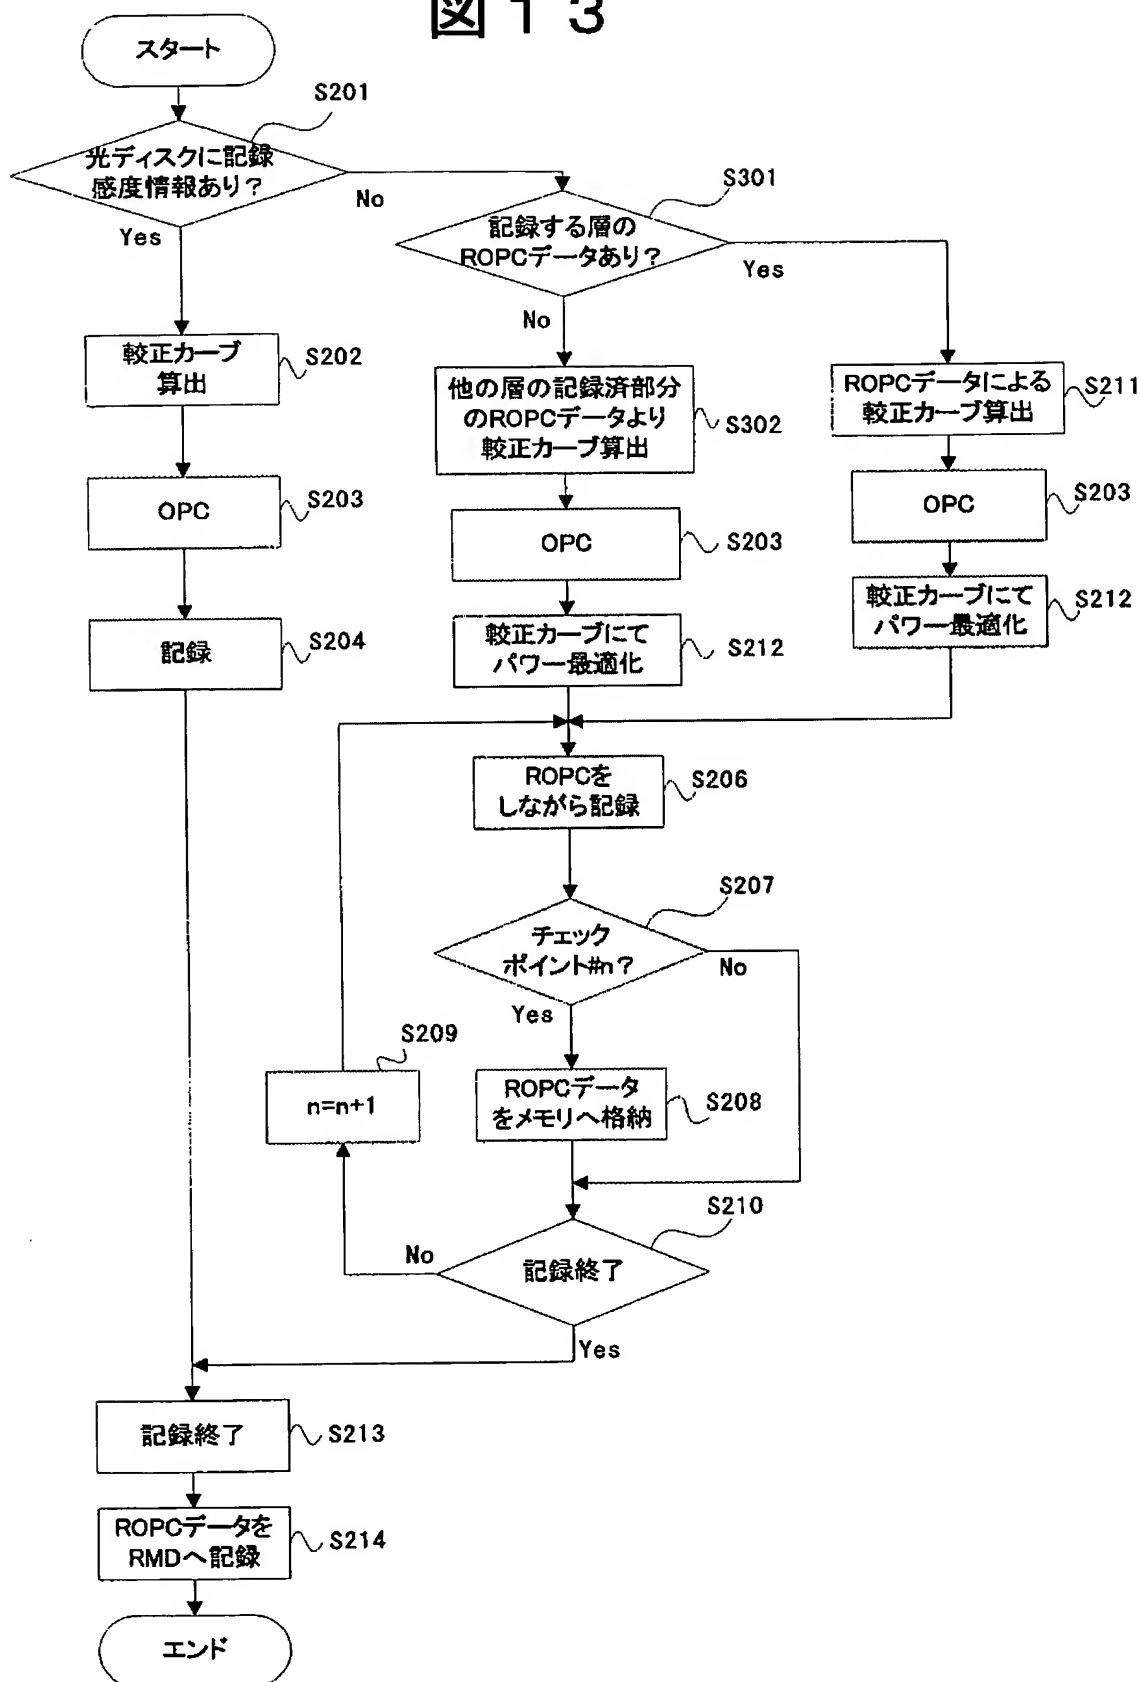 図１３
スタート
S201
光ディスクに記録
感度情報あり?
No
Yes
S301
記録する層の
ROPCデータあり?
Yes
No
較正カーブ
算出
S202
他の層の記録済部分
のROPCデータより
較正カーブ算出
S302
ROPCデータによる
較正カーブ算出
S211
OPC
S203
OPC
S203
OPC
S203
記録
S204
較正カーブにて
パワー最適化
S212
較正カーブにて
パワー最適化
S212
ROPCを
しながら記録
S206
S207
チェック
ポイント#n?
No
Yes
S209
n=n+1
ROPCデータ
をメモリへ格納
S208
S210
No
記録終了
Yes
記録終了
S213
ROPCデータを
RMDへ記録
S214
エンド